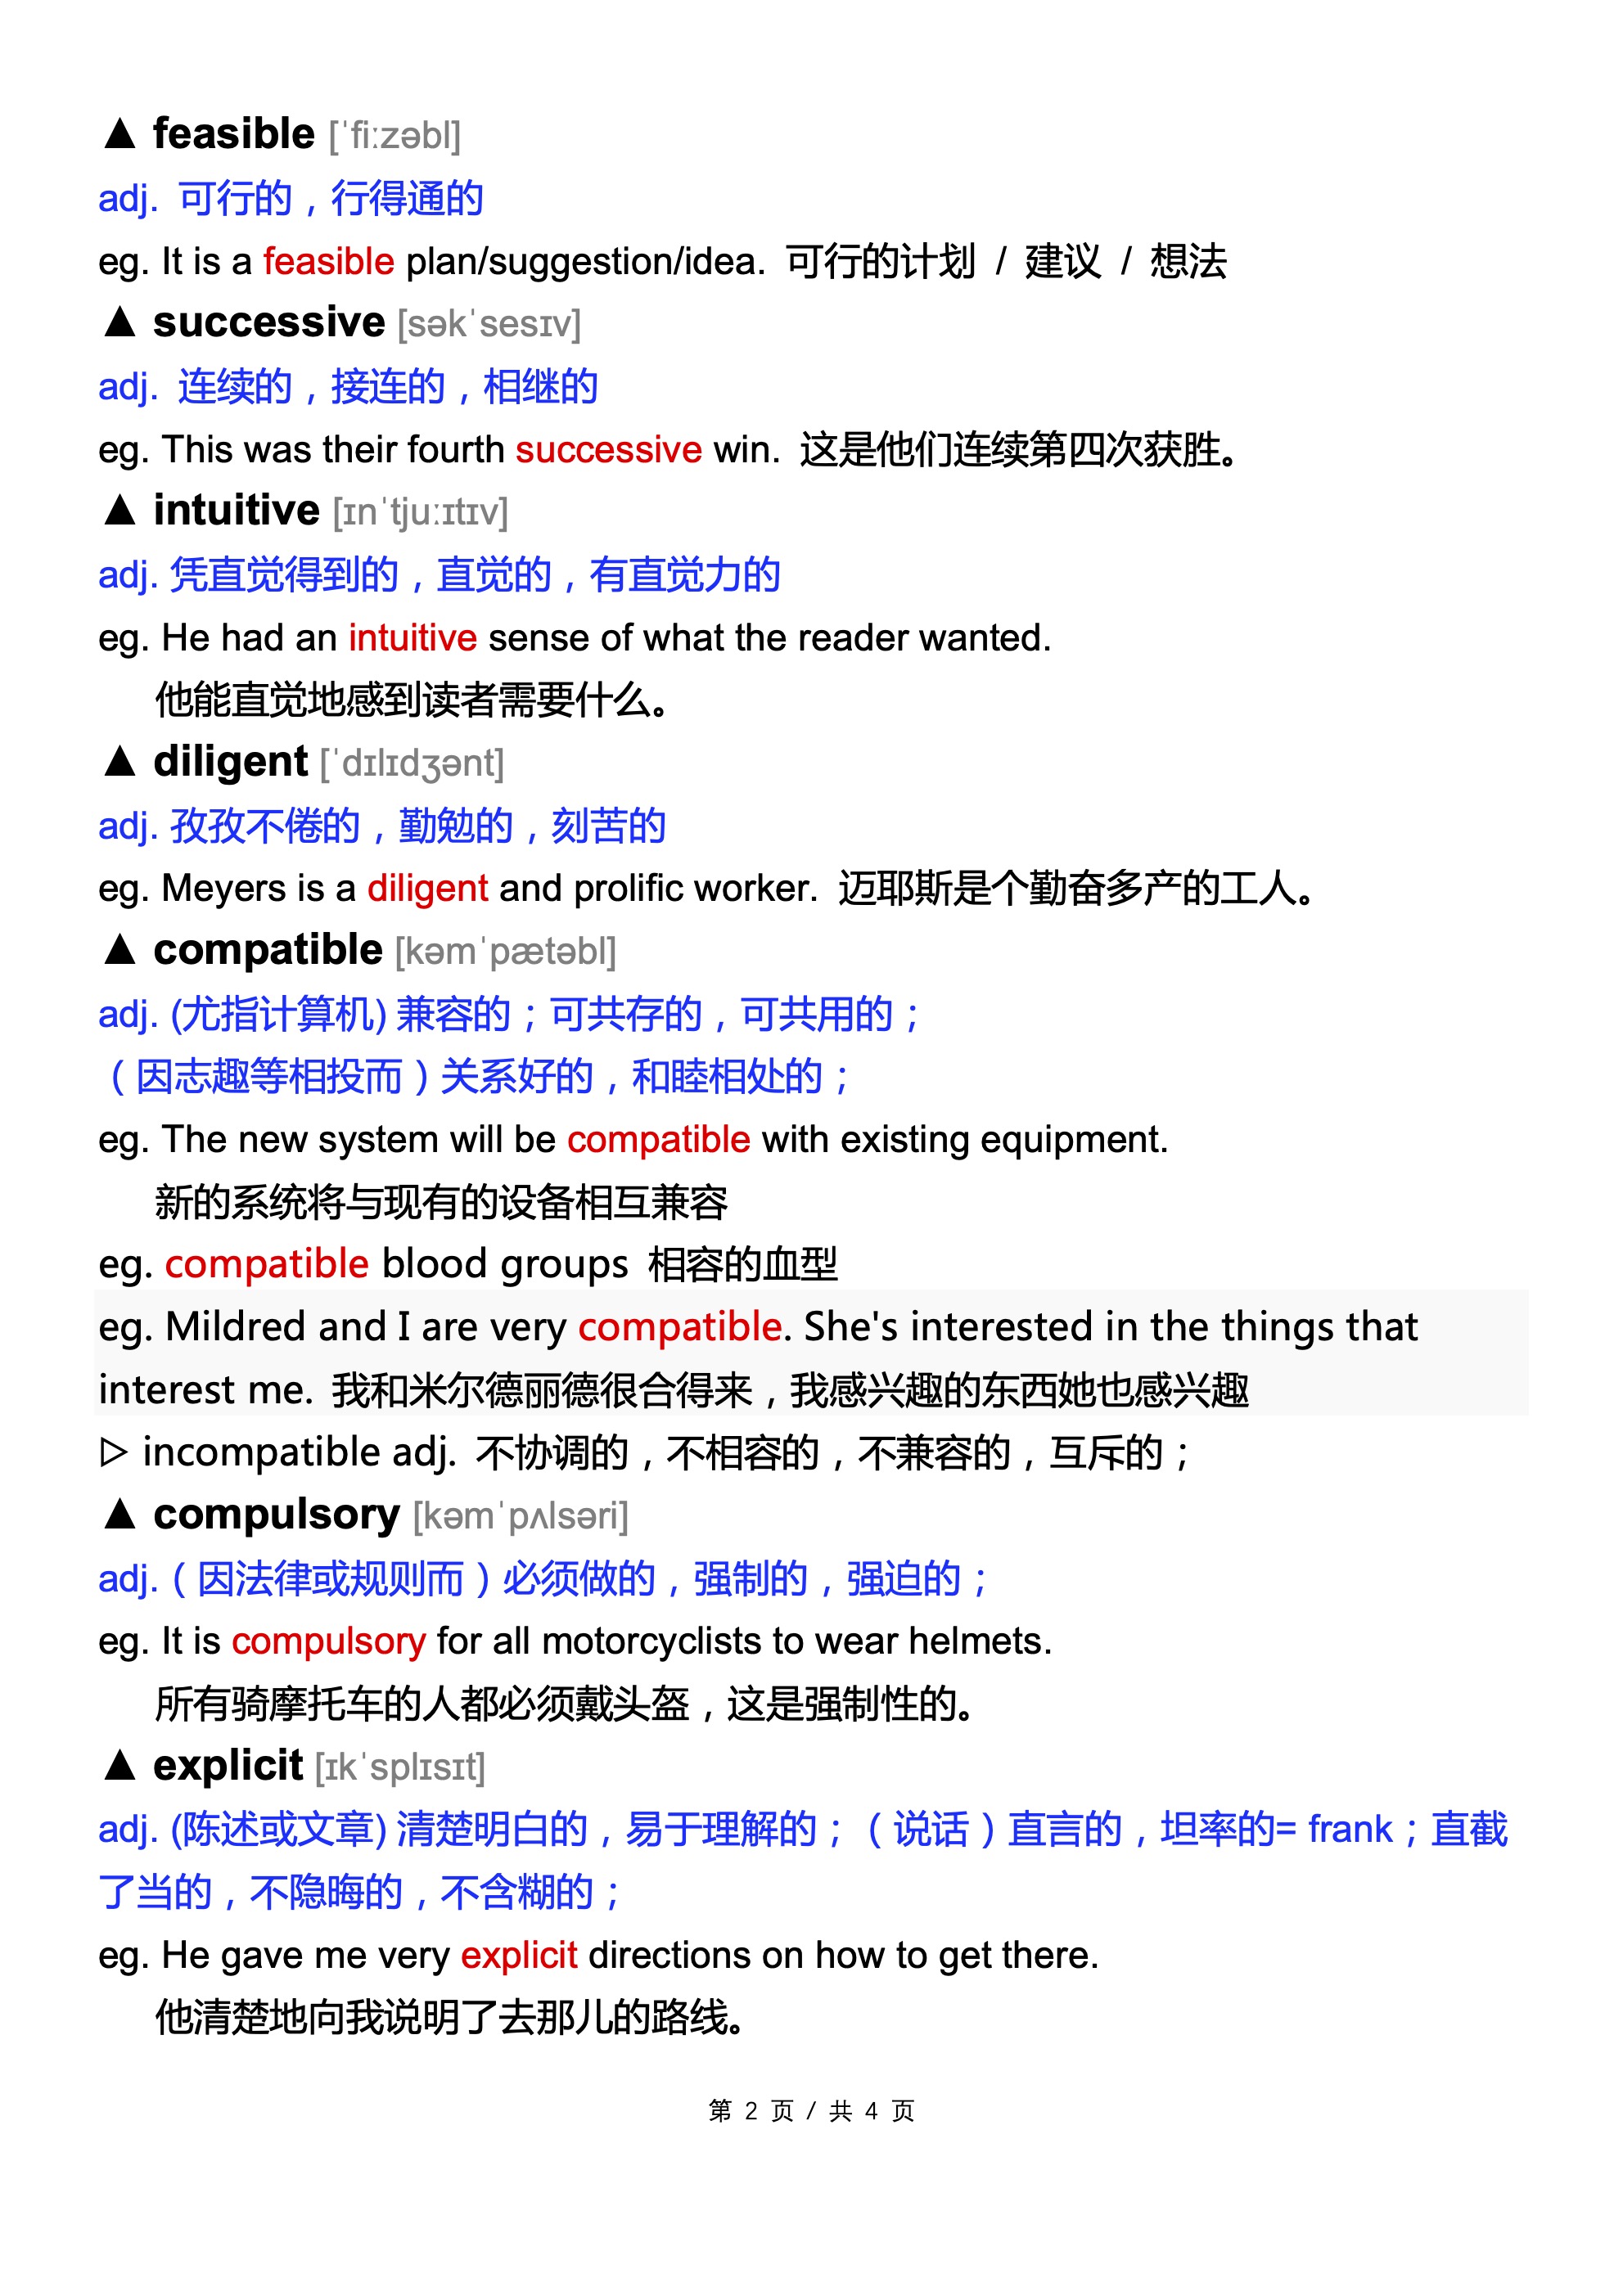 ▲ feasible [ˈfiːzəbl]
adj. 可行的，行得通的
eg. It is a feasible plan/suggestion/idea. 可行的计划 / 建议 / 想法
▲ successive [səkˈsesɪv]
adj. 连续的，接连的，相继的
eg. This was their fourth successive win. 这是他们连续第四次获胜。
▲ intuitive [ɪnˈtjuːɪtɪv]
adj. 凭直觉得到的，直觉的，有直觉力的
eg. He had an intuitive sense of what the reader wanted.
他能直觉地感到读者需要什么。
▲ diligent [ˈdɪlɪdʒənt]
adj. 孜孜不倦的，勤勉的，刻苦的
eg. Meyers is a diligent and prolific worker. 迈耶斯是个勤奋多产的工人。
▲ compatible [kəmˈpætəbl]
adj. (尤指计算机) 兼容的；可共存的，可共用的；
（因志趣等相投而）关系好的，和睦相处的；
eg. The new system will be compatible with existing equipment.
新的系统将与现有的设备相互兼容
eg. compatible blood groups 相容的血型
eg. Mildred and I are very compatible. She's interested in the things that
interest me. 我和米尔德丽德很合得来，我感兴趣的东西她也感兴趣
▷ incompatible adj. 不协调的，不相容的，不兼容的，互斥的；
▲ compulsory [kəmˈpʌlsəri]
adj.（因法律或规则而）必须做的，强制的，强迫的；
eg. It is compulsory for all motorcyclists to wear helmets.
所有骑摩托车的人都必须戴头盔，这是强制性的。
▲ explicit [ɪkˈsplɪsɪt]
adj. (陈述或文章) 清楚明白的，易于理解的；（说话）直言的，坦率的= frank；直截
了当的，不隐晦的，不含糊的；
eg. He gave me very explicit directions on how to get there.
他清楚地向我说明了去那儿的路线。
第 2 页 / 共 4 页